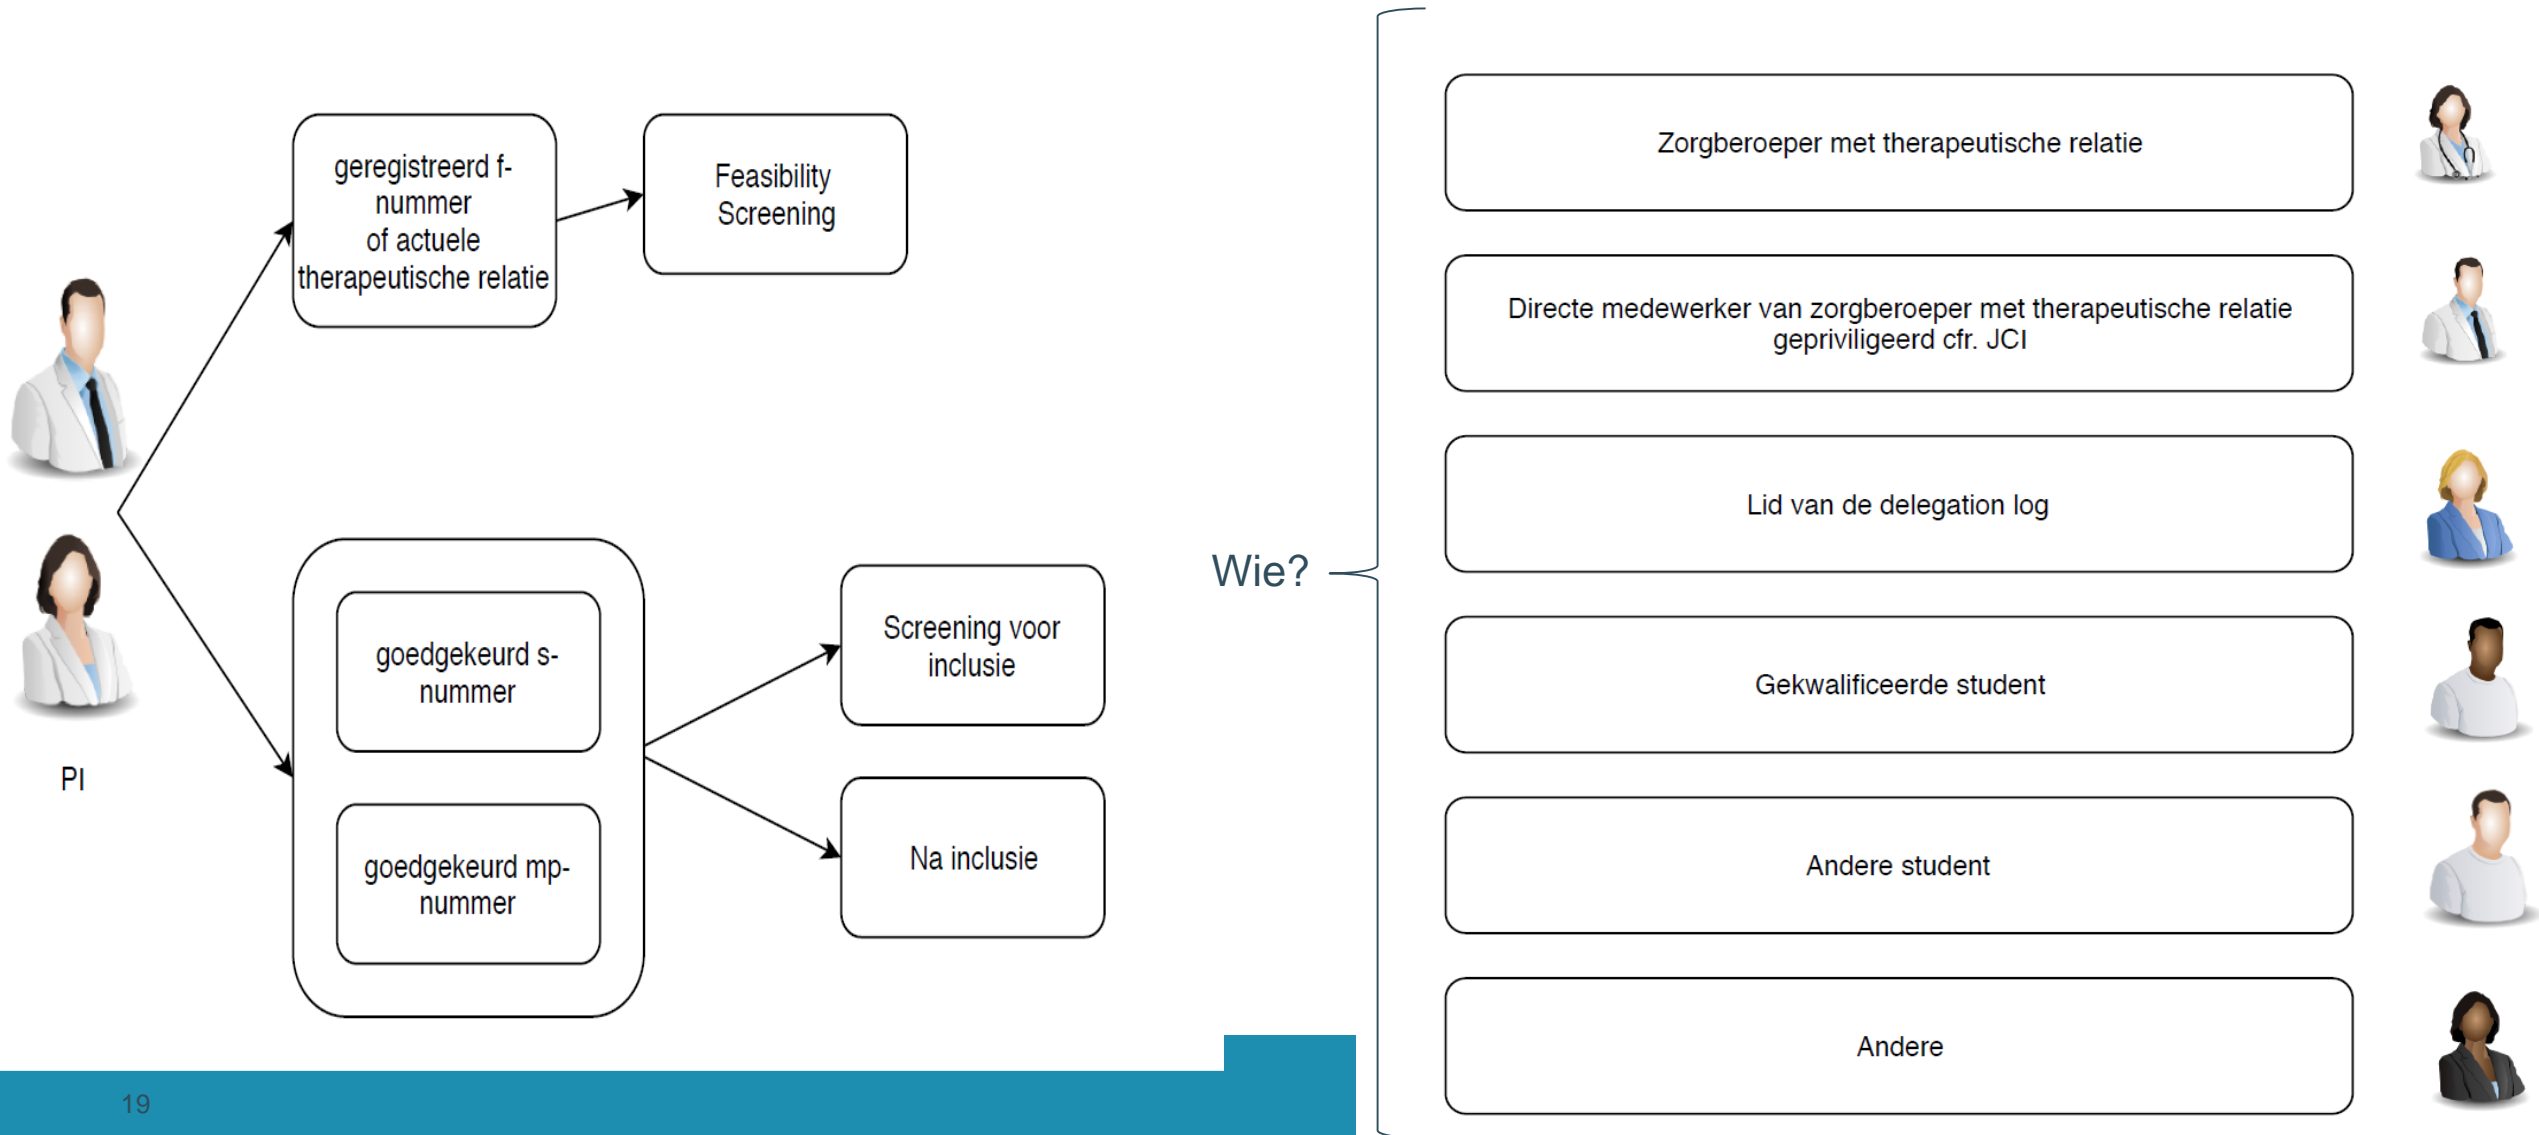 geregistreerd f-
nummer
of actuele
therapeutische relatie
Feasibility
Screening
PI
goedgekeurd s-
nummer
goedgekeurd mp-
nummer
Screening voor
inclusie
Na inclusie
Wie?
Zorgberoeper met therapeutische relatie
Directe medewerker van zorgberoeper met therapeutische relatie
gepriviligeerd cfr. JCI
Lid van de delegation log
Gekwalificeerde student
Andere student
Andere
19